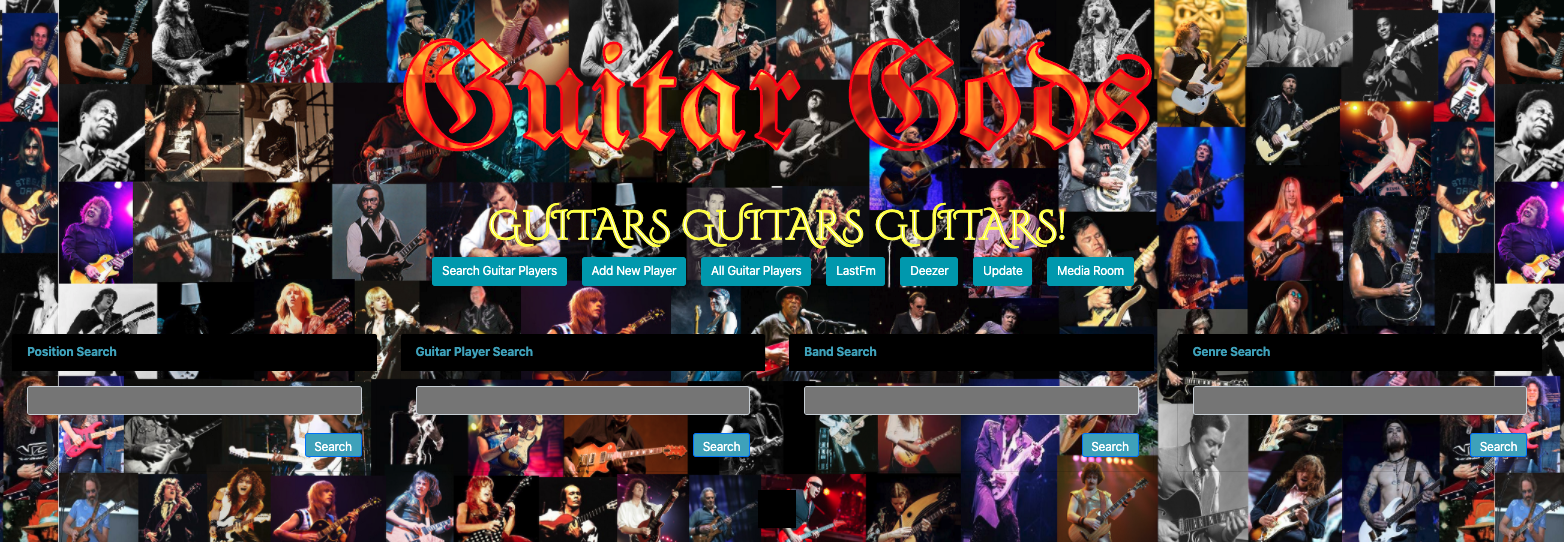 Guitar Gods
GUITARS GUITARS GUITARS!
Search Guitar Players Add New Player All Guitar Players LastFm Deezer Update Media Room
Position Search Guitar Player Search Band Search Genre Search
Search Search Search Search